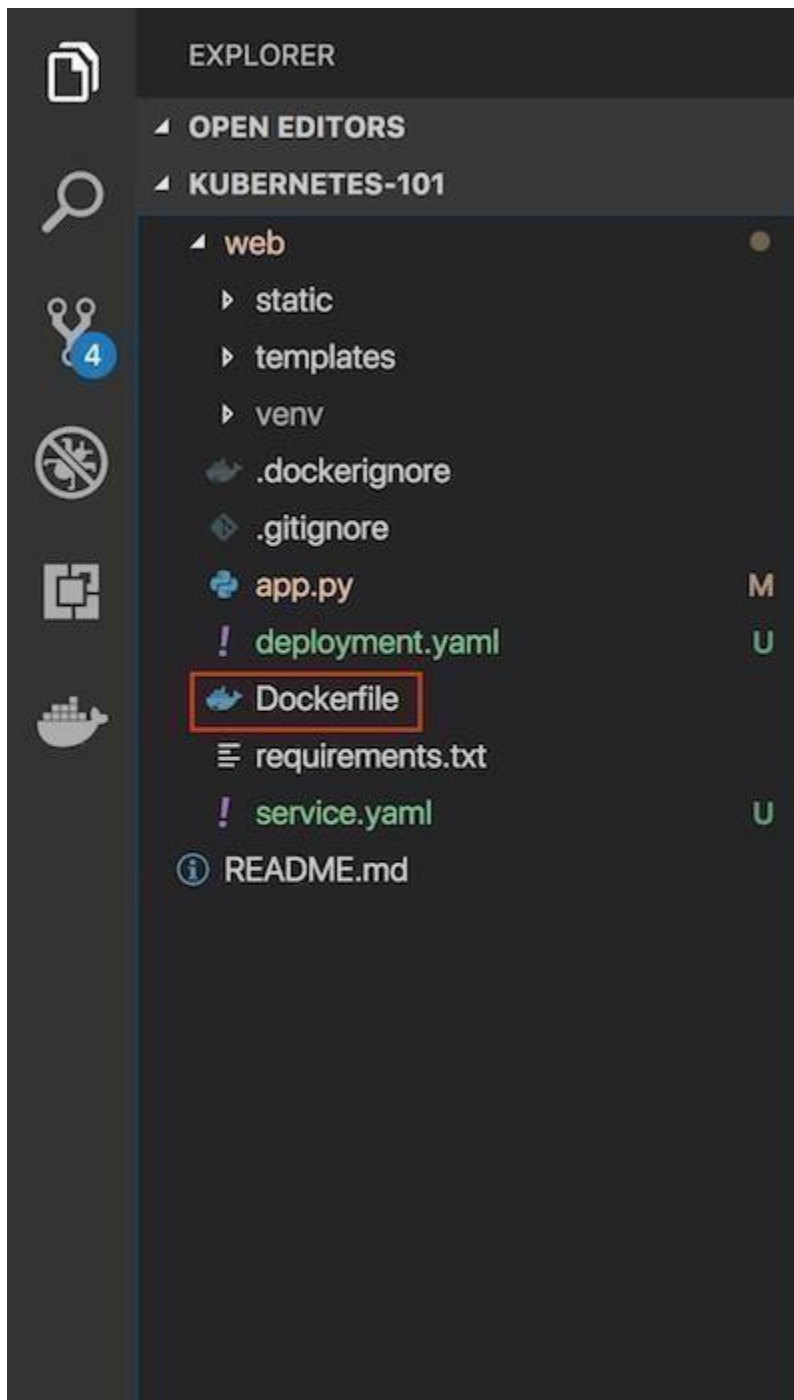 EXPLORER
OPEN EDITORS
KUBERNETES-101
web
static
4
templates
venv
.dockerignore
.gitignore
app.py M
deployment.yaml U
Dockerfile
requirements.txt
service.yaml U
README.md